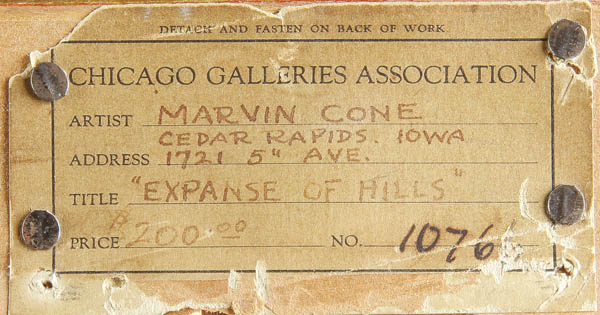 DETACH AND FASTEN ON BACK OF WORK
CHICAGO GALLERIES ASSOCIATION
ARTIST MARVIN CONE
CEDAR RAPIDS. IOWA
ADDRESS 1721 5" AVE.
TITLE "EXPANSE OF HILLS"
PRICE $200.00 NO. 1076